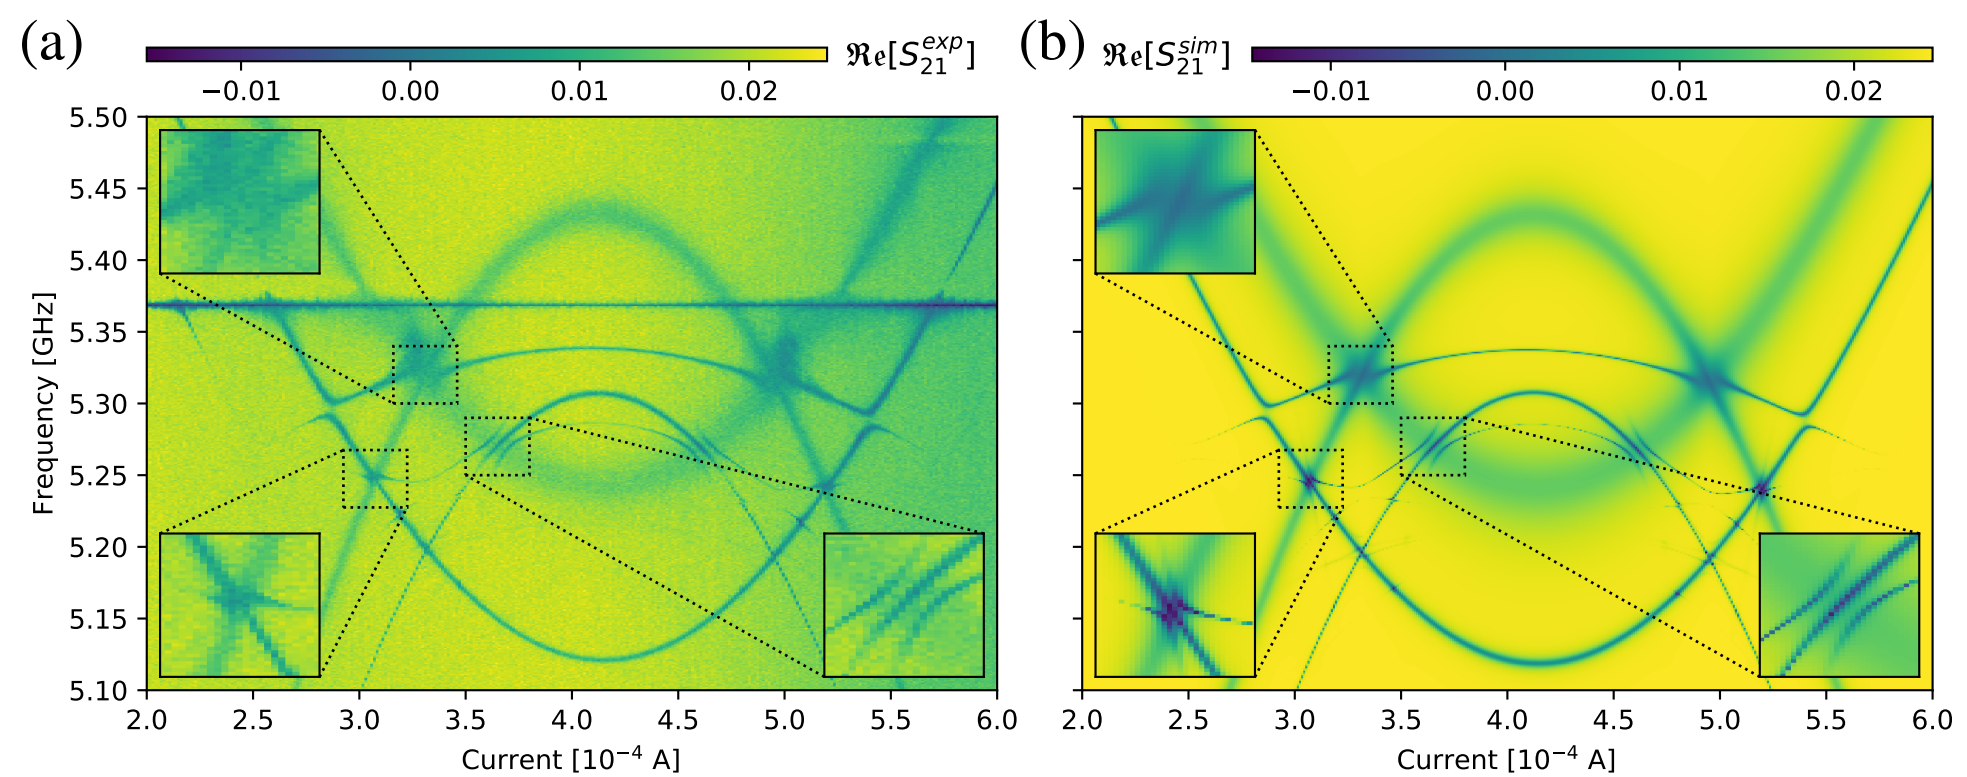 (a)
ℜ𝔢[S₂₁ᵉˣᵖ]
−0.01 0.00 0.01 0.02
(b)
ℜ𝔢[S₂₁ˢⁱᵐ]
−0.01 0.00 0.01 0.02
Frequency [GHz]
5.50
5.45
5.40
5.35
5.30
5.25
5.20
5.15
5.10
2.0 2.5 3.0 3.5 4.0 4.5 5.0 5.5 6.0
Current [10⁻⁴ A]
2.0 2.5 3.0 3.5 4.0 4.5 5.0 5.5 6.0
Current [10⁻⁴ A]